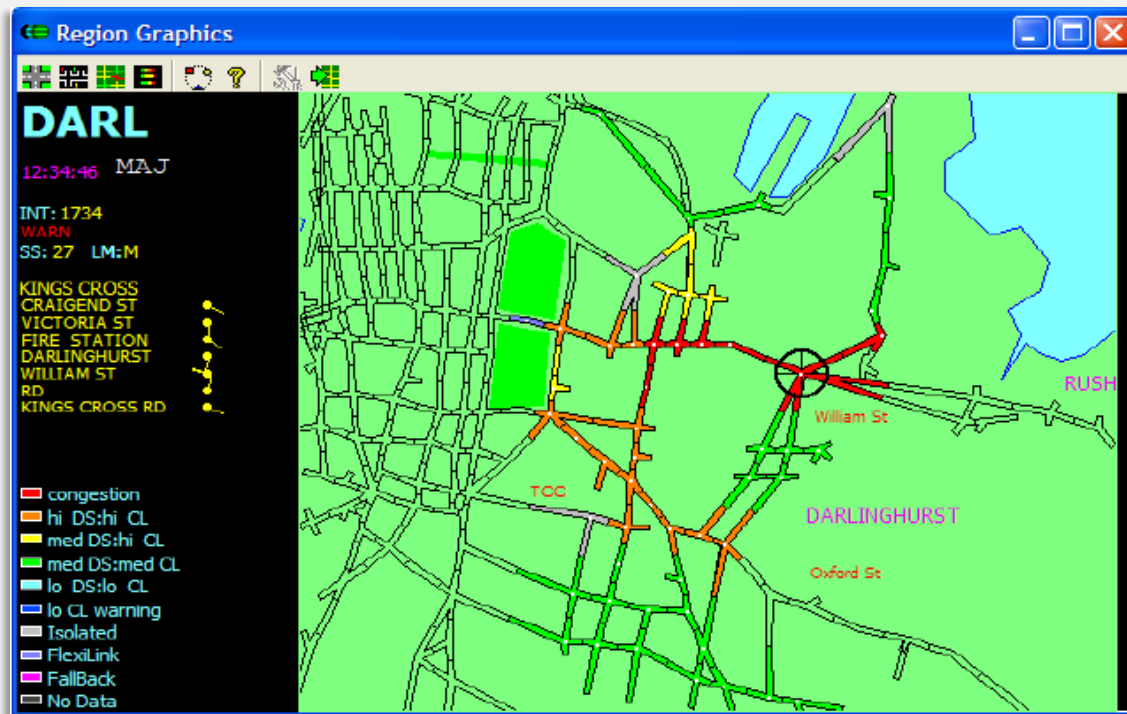 Region Graphics
DARL
12:34:46 MAJ
INT: 1734
WARN
SS: 27 LM:M
KINGS CROSS
CRAIGEND ST
VICTORIA ST
FIRE STATION
DARLINGHURST
WILLIAM ST
RD
KINGS CROSS RD
congestion
hi DS:hi CL
med DS:hi CL
med DS:med CL
lo DS:lo CL
lo CL warning
Isolated
FlexiLink
FallBack
No Data
RUSH
William St
TCC
DARLINGHURST
Oxford St